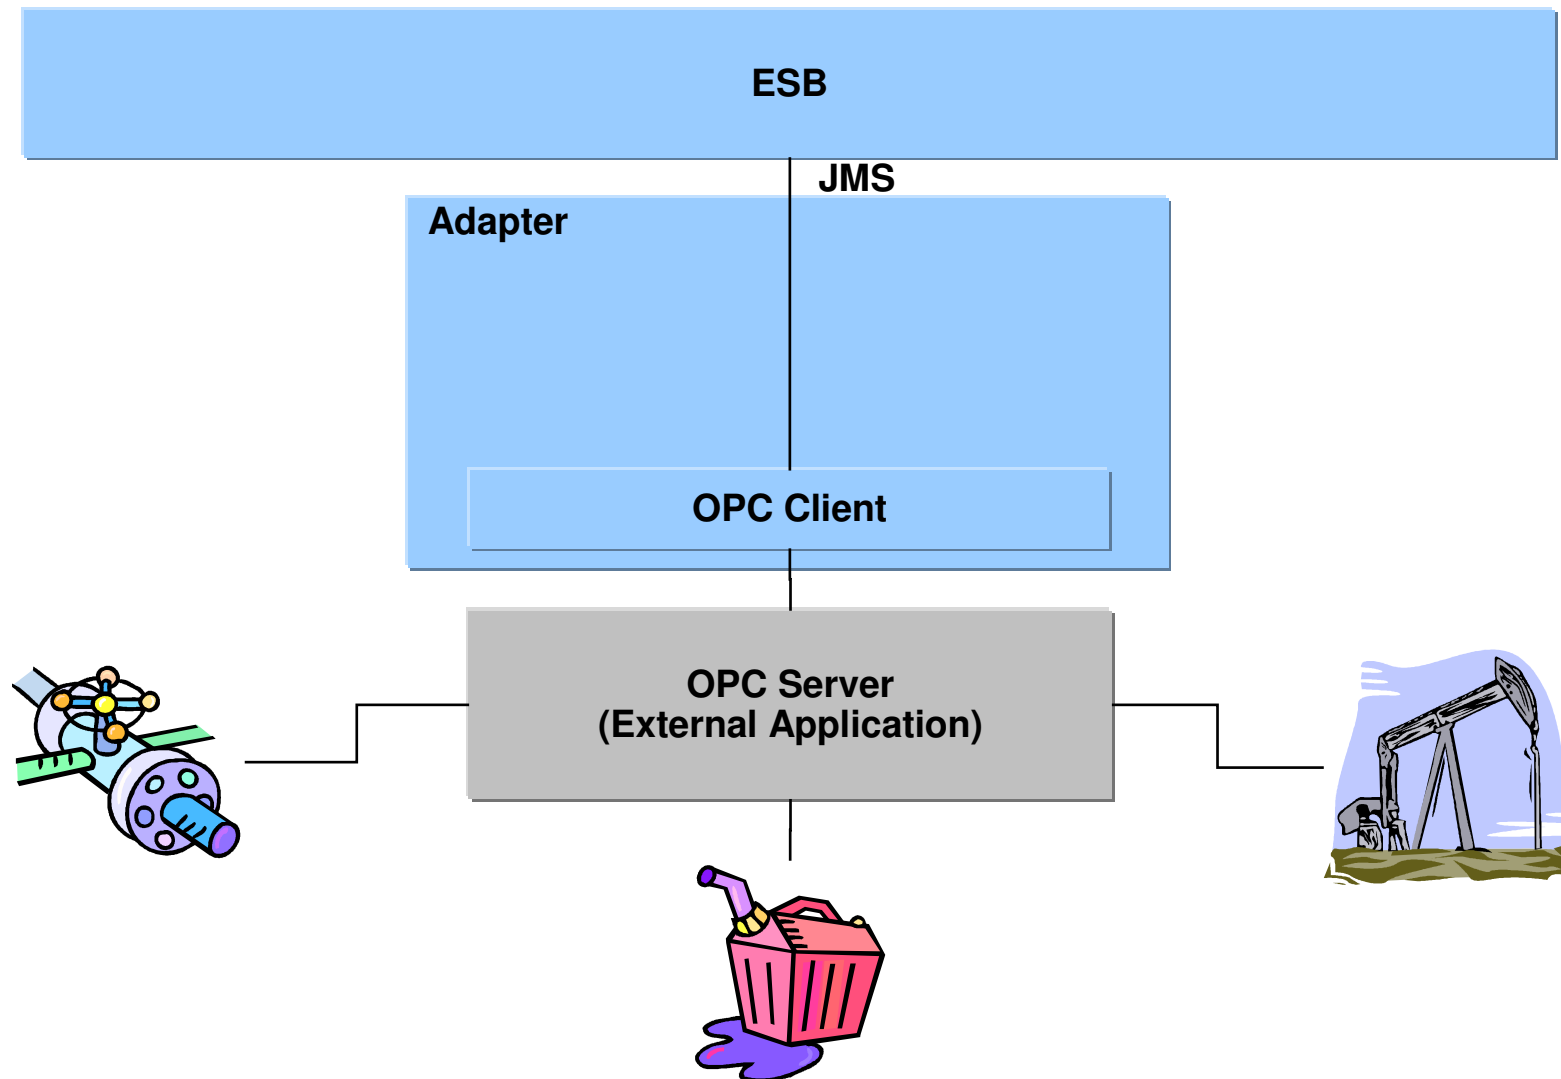 ESB
JMS
Adapter
OPC Client
OPC Server
(External Application)